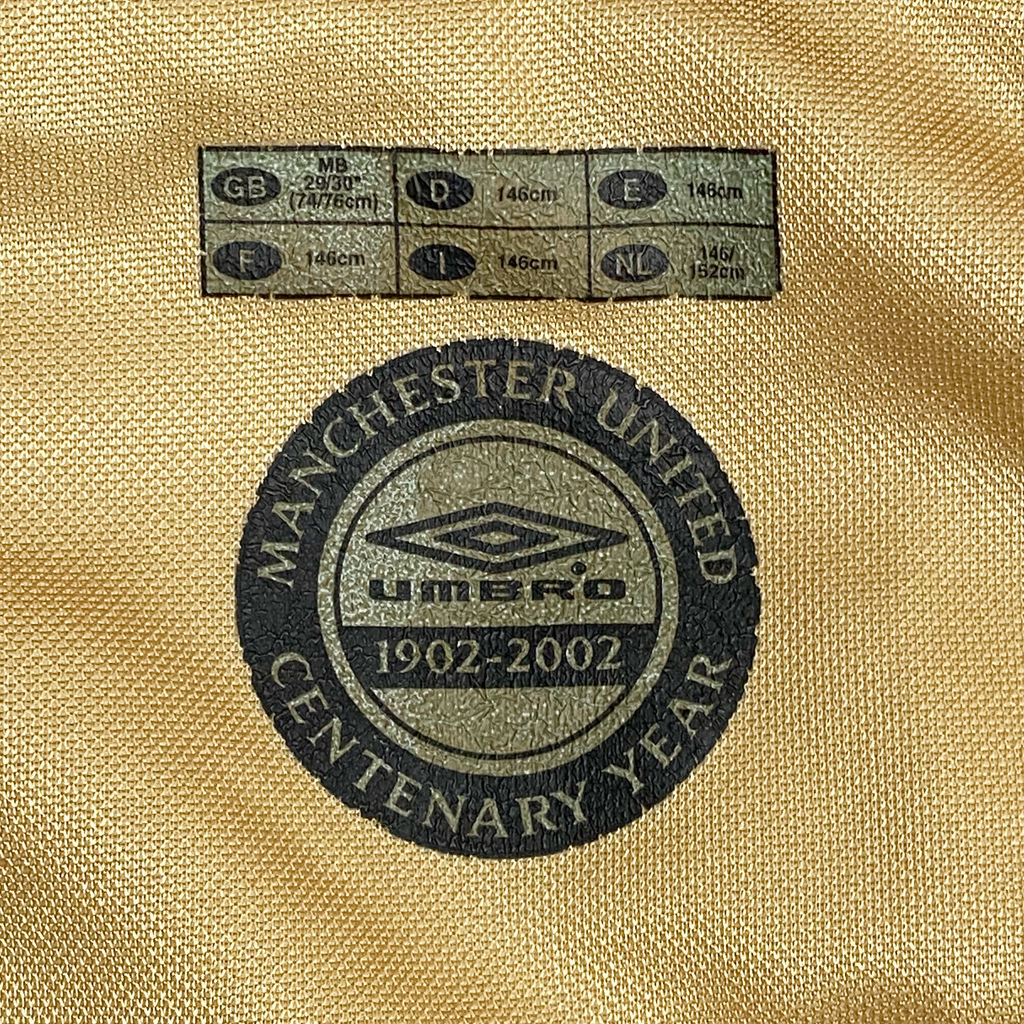 GB MB 29/30" (74/76cm) D 146cm E 146cm
F 146cm I 146cm NL 146/152cm
MANCHESTER UNITED
UMBRO
1902-2002
CENTENARY YEAR